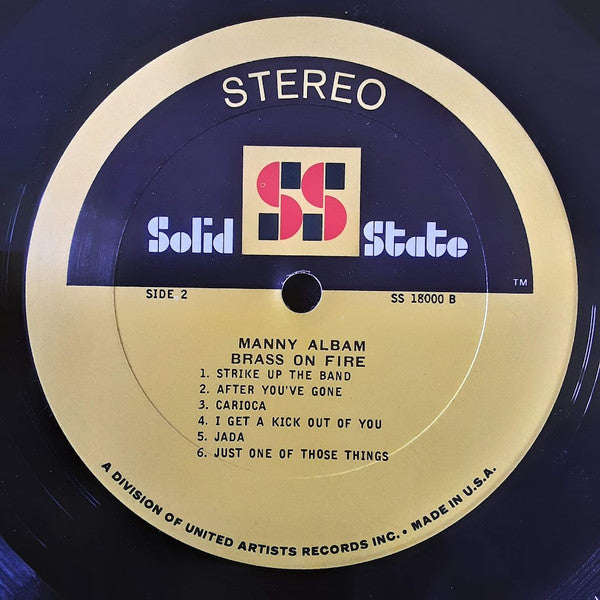 STEREO
SS
Solid State
TM
SIDE 2 SS 18000 B
MANNY ALBAM
BRASS ON FIRE
1. STRIKE UP THE BAND
2. AFTER YOU'VE GONE
3. CARIOCA
4. I GET A KICK OUT OF YOU
5. JADA
6. JUST ONE OF THOSE THINGS
A DIVISION OF UNITED ARTISTS RECORDS INC. • MADE IN U.S.A.